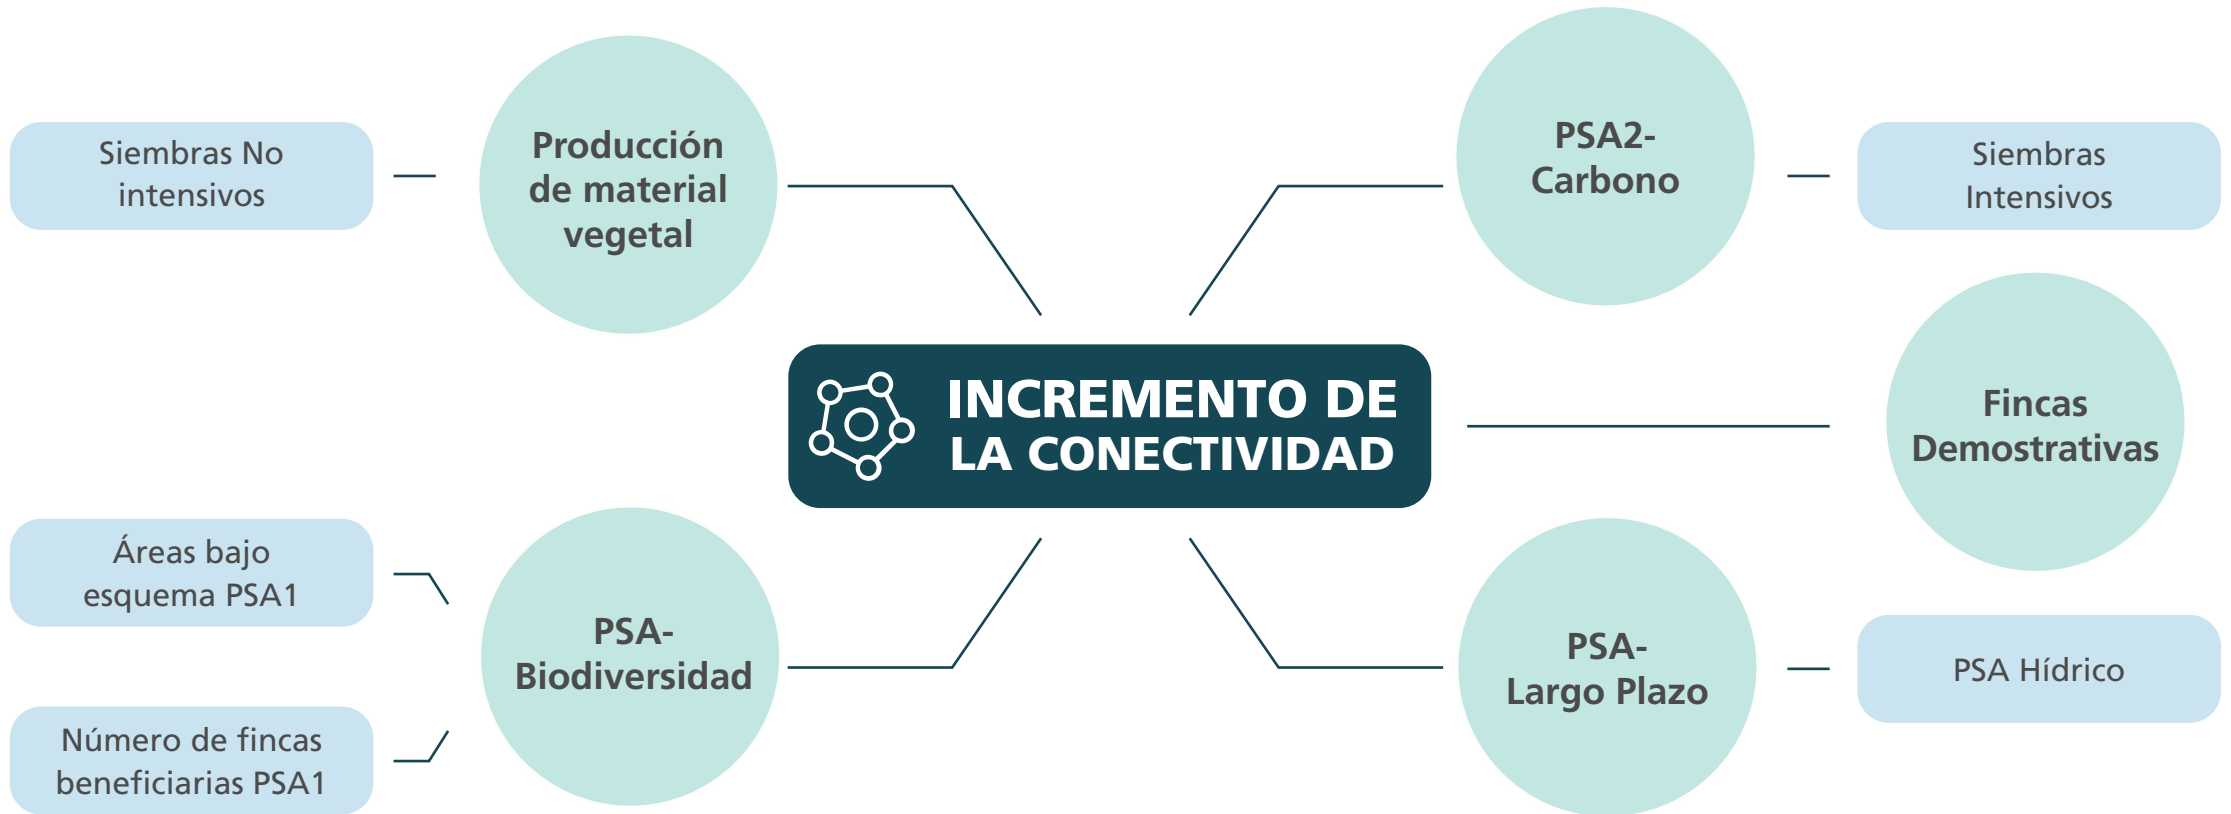 Siembras No
intensivos
Producción
de material
vegetal
PSA2-
Carbono
Siembras
Intensivos
INCREMENTO DE
LA CONECTIVIDAD
Fincas
Demostrativas
Áreas bajo
esquema PSA1
Número de fincas
beneficiarias PSA1
PSA-
Biodiversidad
PSA-
Largo Plazo
PSA Hídrico